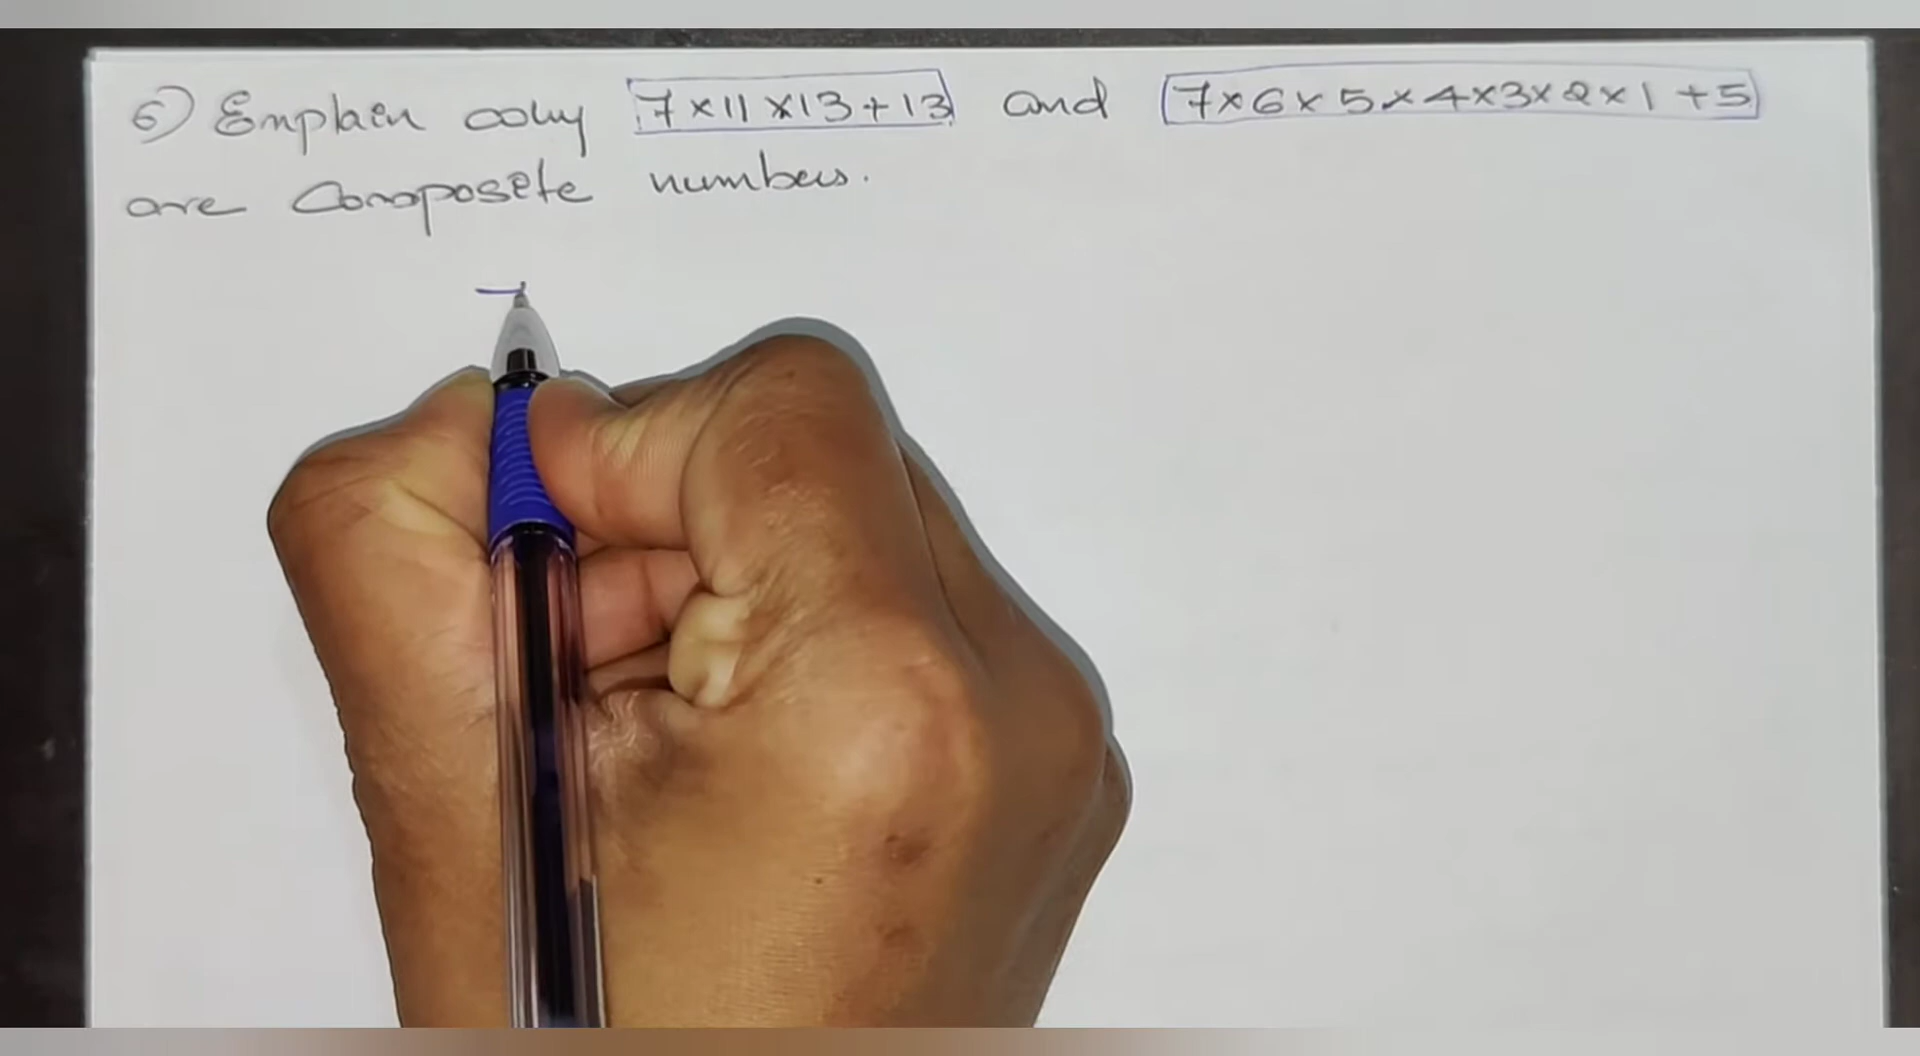 6) Explain why 7×11×13+13 and 7×6×5×4×3×2×1+5
are Composite numbers.